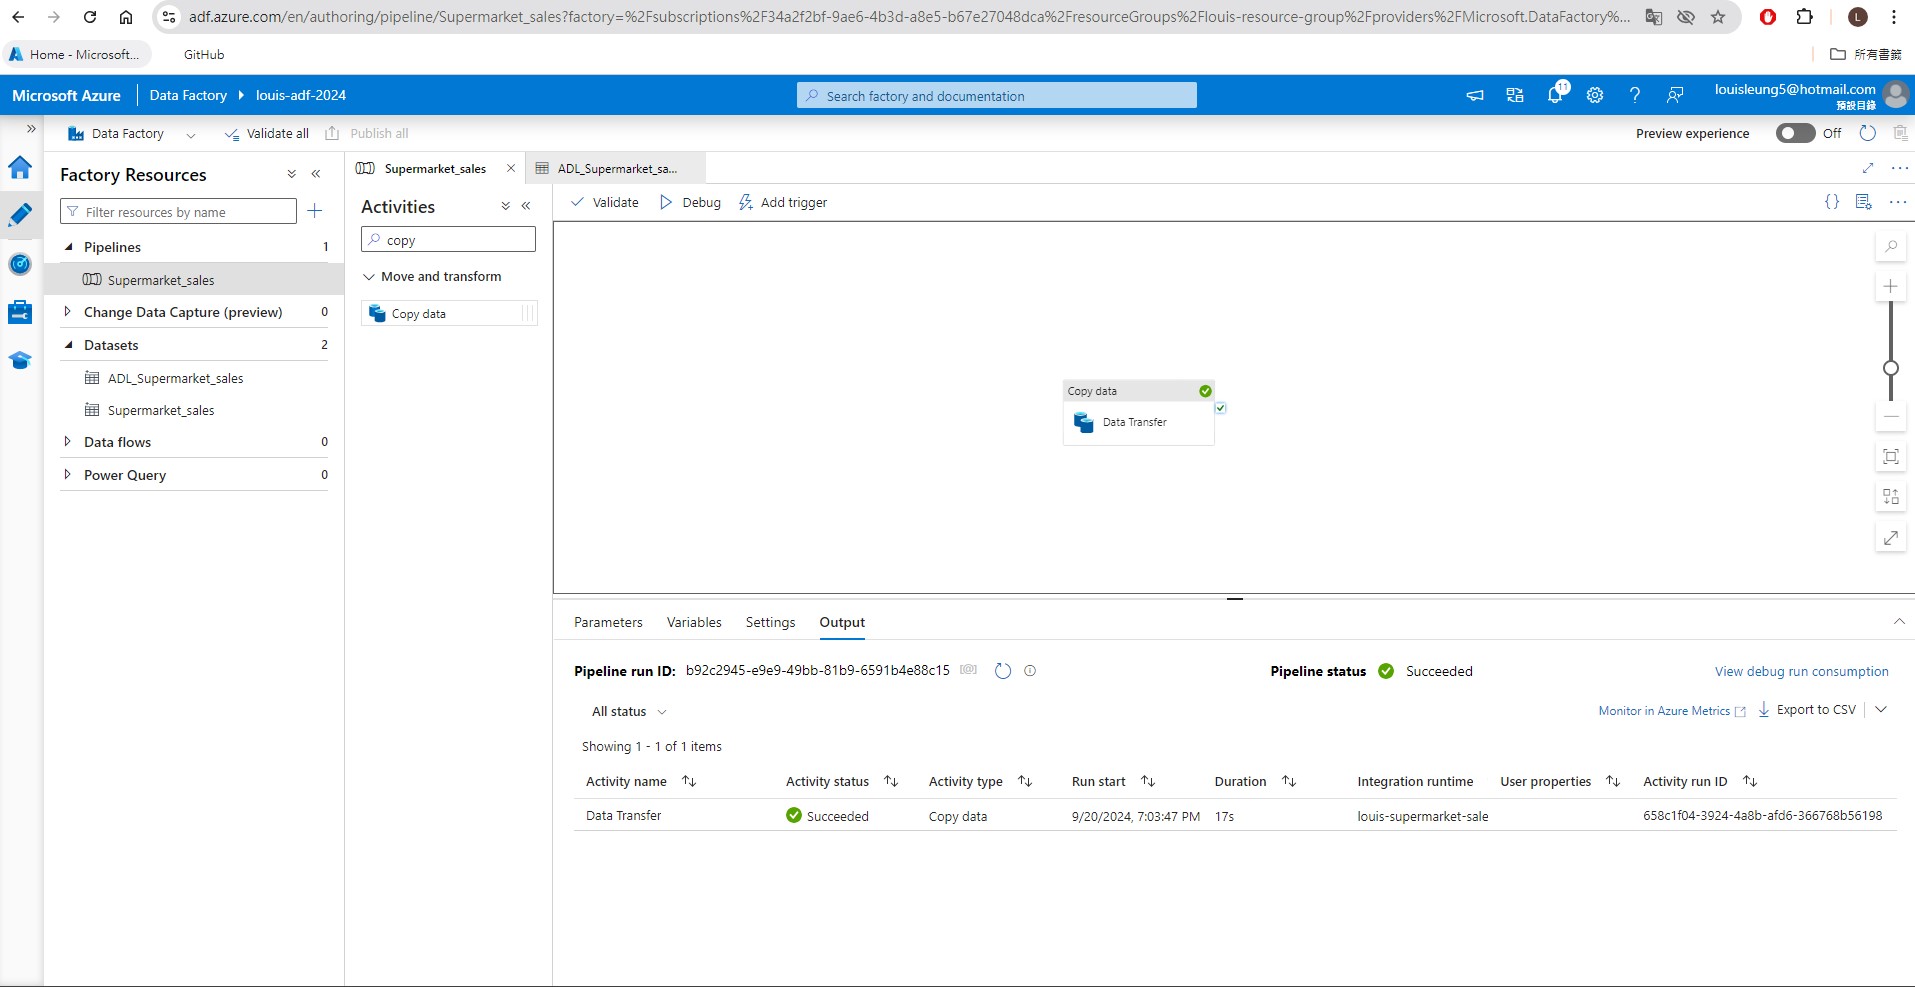 adf.azure.com/en/authoring/pipeline/Supermarket_sales?factory=%2Fsubscriptions%2F34a2f2bf-9ae6-4b3d-a8e5-b67e27048dca%2FresourceGroups%2Flouis-resource-group%2Fproviders%2FMicrosoft.DataFactory%...
L
Home - Microsoft...
GitHub
所有書籤
Microsoft Azure
Data Factory
louis-adf-2024
Search factory and documentation
11
louisleung5@hotmail.com
預設目錄
Data Factory
Validate all
Publish all
Preview experience
Off
Factory Resources
Filter resources by name
Pipelines 1
Supermarket_sales
Change Data Capture (preview) 0
Datasets 2
ADL_Supermarket_sales
Supermarket_sales
Data flows 0
Power Query 0
Supermarket_sales
ADL_Supermarket_sa...
Activities
copy
Move and transform
Copy data
Validate
Debug
Add trigger
Copy data
Data Transfer
Parameters Variables Settings Output
Pipeline run ID: b92c2945-e9e9-49bb-81b9-6591b4e88c15
Pipeline status Succeeded
View debug run consumption
All status
Monitor in Azure Metrics
Export to CSV
Showing 1 - 1 of 1 items
Activity name Activity status Activity type Run start Duration Integration runtime User properties Activity run ID
Data Transfer Succeeded Copy data 9/20/2024, 7:03:47 PM 17s louis-supermarket-sale 658c1f04-3924-4a8b-afd6-366768b56198